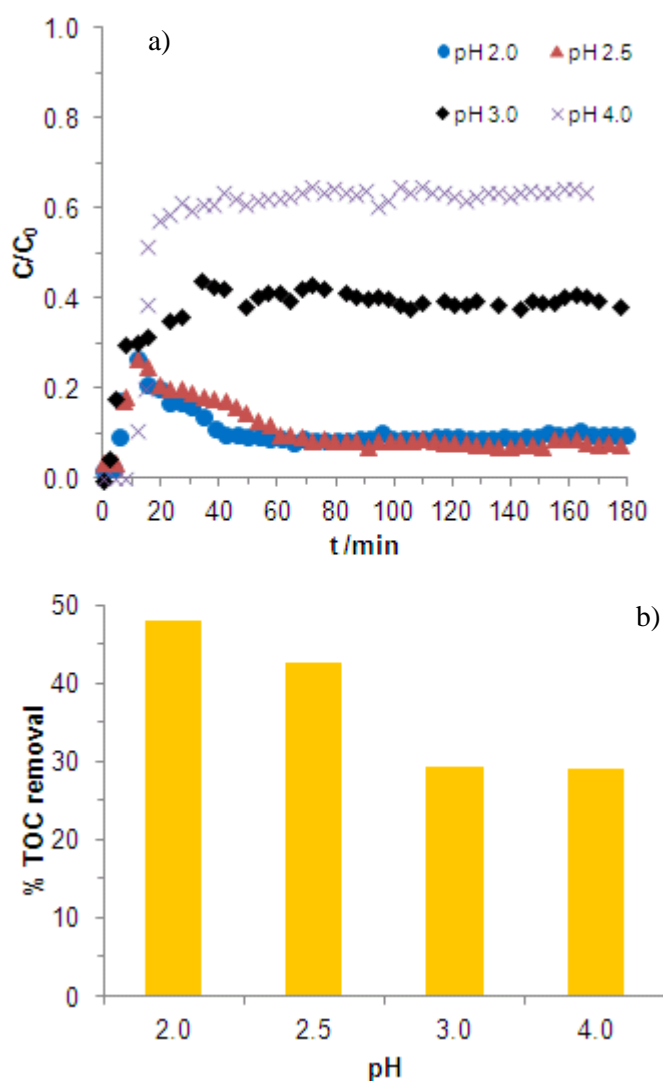 a)
pH 2.0 pH 2.5
pH 3.0 pH 4.0
1.0
0.8
0.6
0.4
0.2
0.0
C/C₀
0 20 40 60 80 100 120 140 160 180
t /min
b)
50
40
30
20
10
0
% TOC removal
2.0 2.5 3.0 4.0
pH